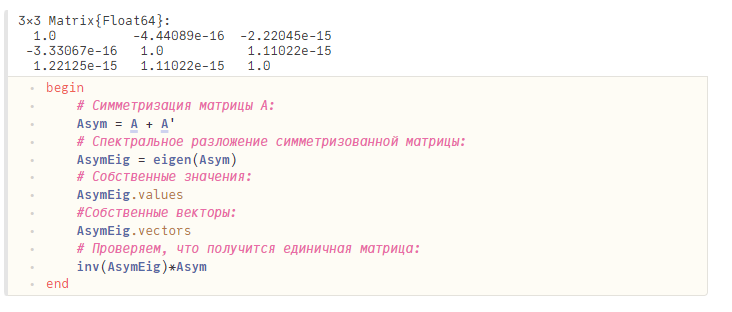 3×3 Matrix{Float64}:
  1.0          -4.44089e-16  -2.22045e-15
 -3.33067e-16   1.0           1.11022e-15
  1.22125e-15   1.11022e-15   1.0
begin
    # Симметризация матрицы A:
    Asym = A + A'
    # Спектральное разложение симметризованной матрицы:
    AsymEig = eigen(Asym)
    # Собственные значения:
    AsymEig.values
    #Собственные векторы:
    AsymEig.vectors
    # Проверяем, что получится единичная матрица:
    inv(AsymEig)*Asym
end